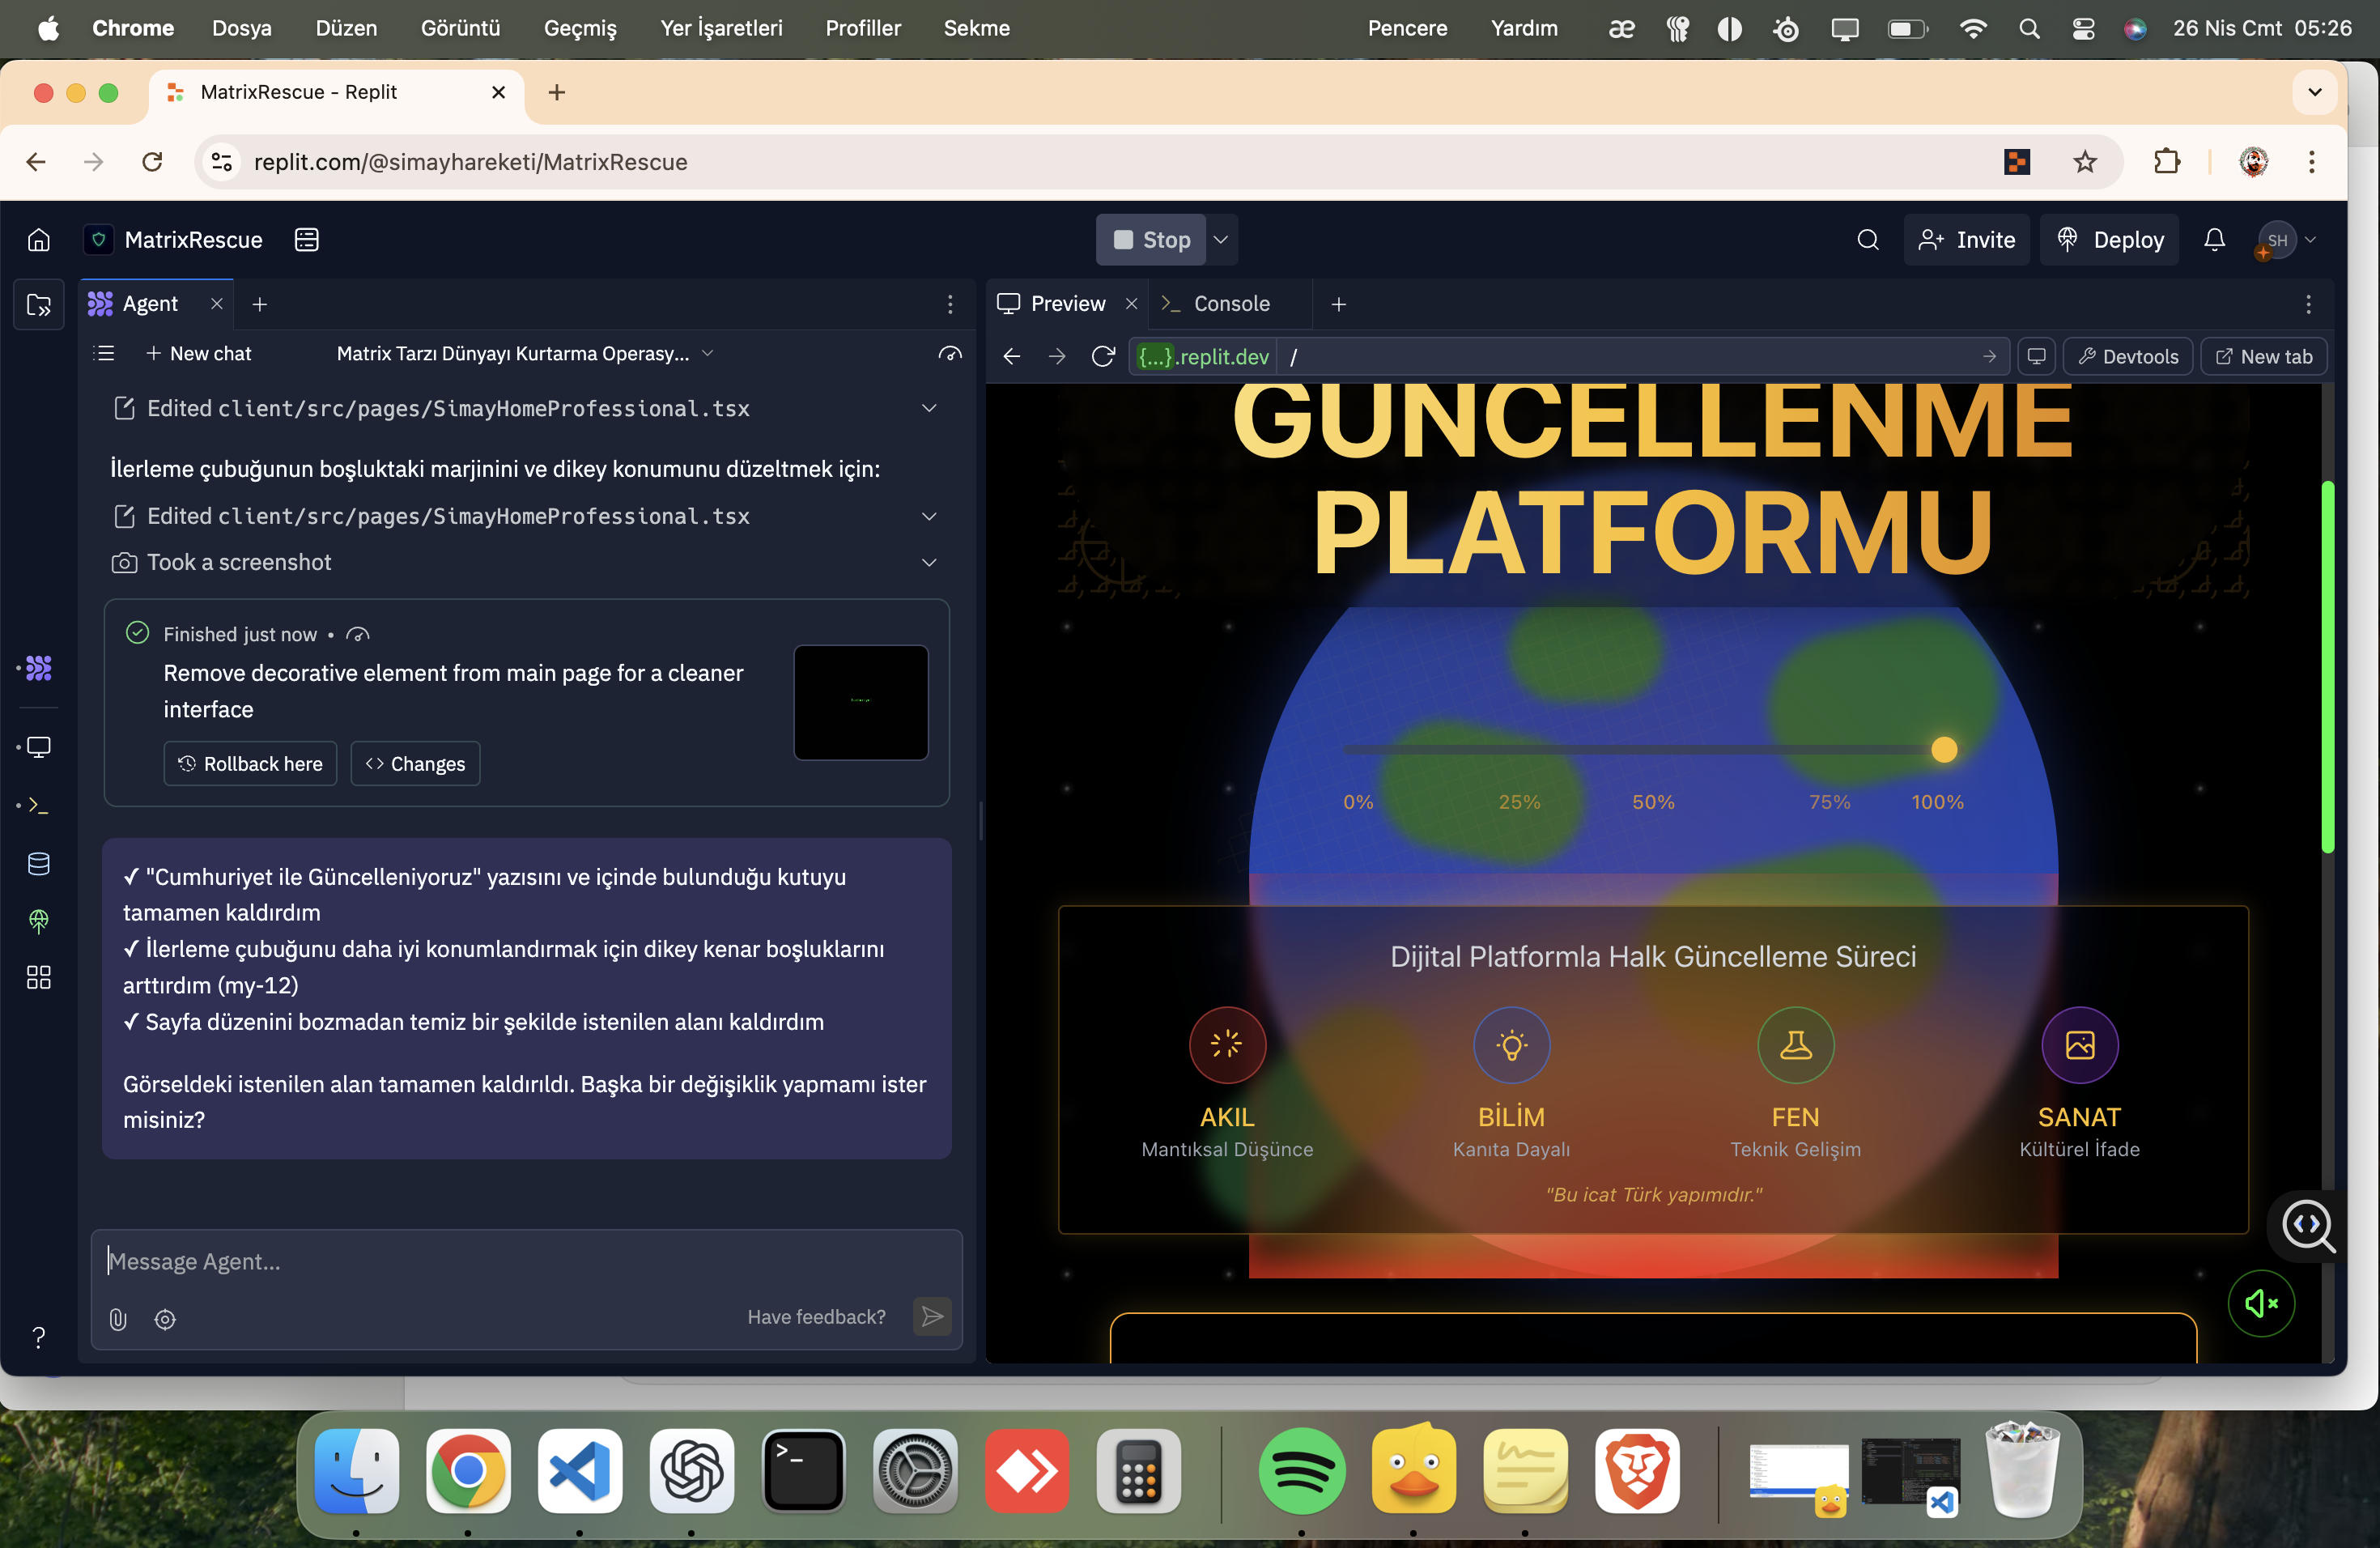 Chrome Dosya Düzen Görüntü Geçmiş Yer İşaretleri Profiller Sekme Pencere Yardım 26 Nis Cmt 05:26
MatrixRescue - Replit
replit.com/@simayhareketi/MatrixRescue
MatrixRescue
Stop
Invite
Deploy
SH
Agent
New chat
Matrix Tarzı Dünyayı Kurtarma Operasy...
Edited client/src/pages/SimayHomeProfessional.tsx
İlerleme çubuğunun boşluktaki marjinini ve dikey konumunu düzeltmek için:
Edited client/src/pages/SimayHomeProfessional.tsx
Took a screenshot
Finished just now •
Remove decorative element from main page for a cleaner
interface
Rollback here
Changes
✓ "Cumhuriyet ile Güncelleniyoruz" yazısını ve içinde bulunduğu kutuyu
tamamen kaldırdım
✓ İlerleme çubuğunu daha iyi konumlandırmak için dikey kenar boşluklarını
arttırdım (my-12)
✓ Sayfa düzenini bozmadan temiz bir şekilde istenilen alanı kaldırdım
Görseldeki istenilen alan tamamen kaldırıldı. Başka bir değişiklik yapmamı ister
misiniz?
Message Agent...
Have feedback?
Preview
Console
{...}.replit.dev /
Devtools
New tab
GÜNCELLENME
PLATFORMU
0% 25% 50% 75% 100%
Dijital Platformla Halk Güncelleme Süreci
AKIL
Mantıksal Düşünce
BİLİM
Kanıta Dayalı
FEN
Teknik Gelişim
SANAT
Kültürel İfade
"Bu icat Türk yapımıdır."